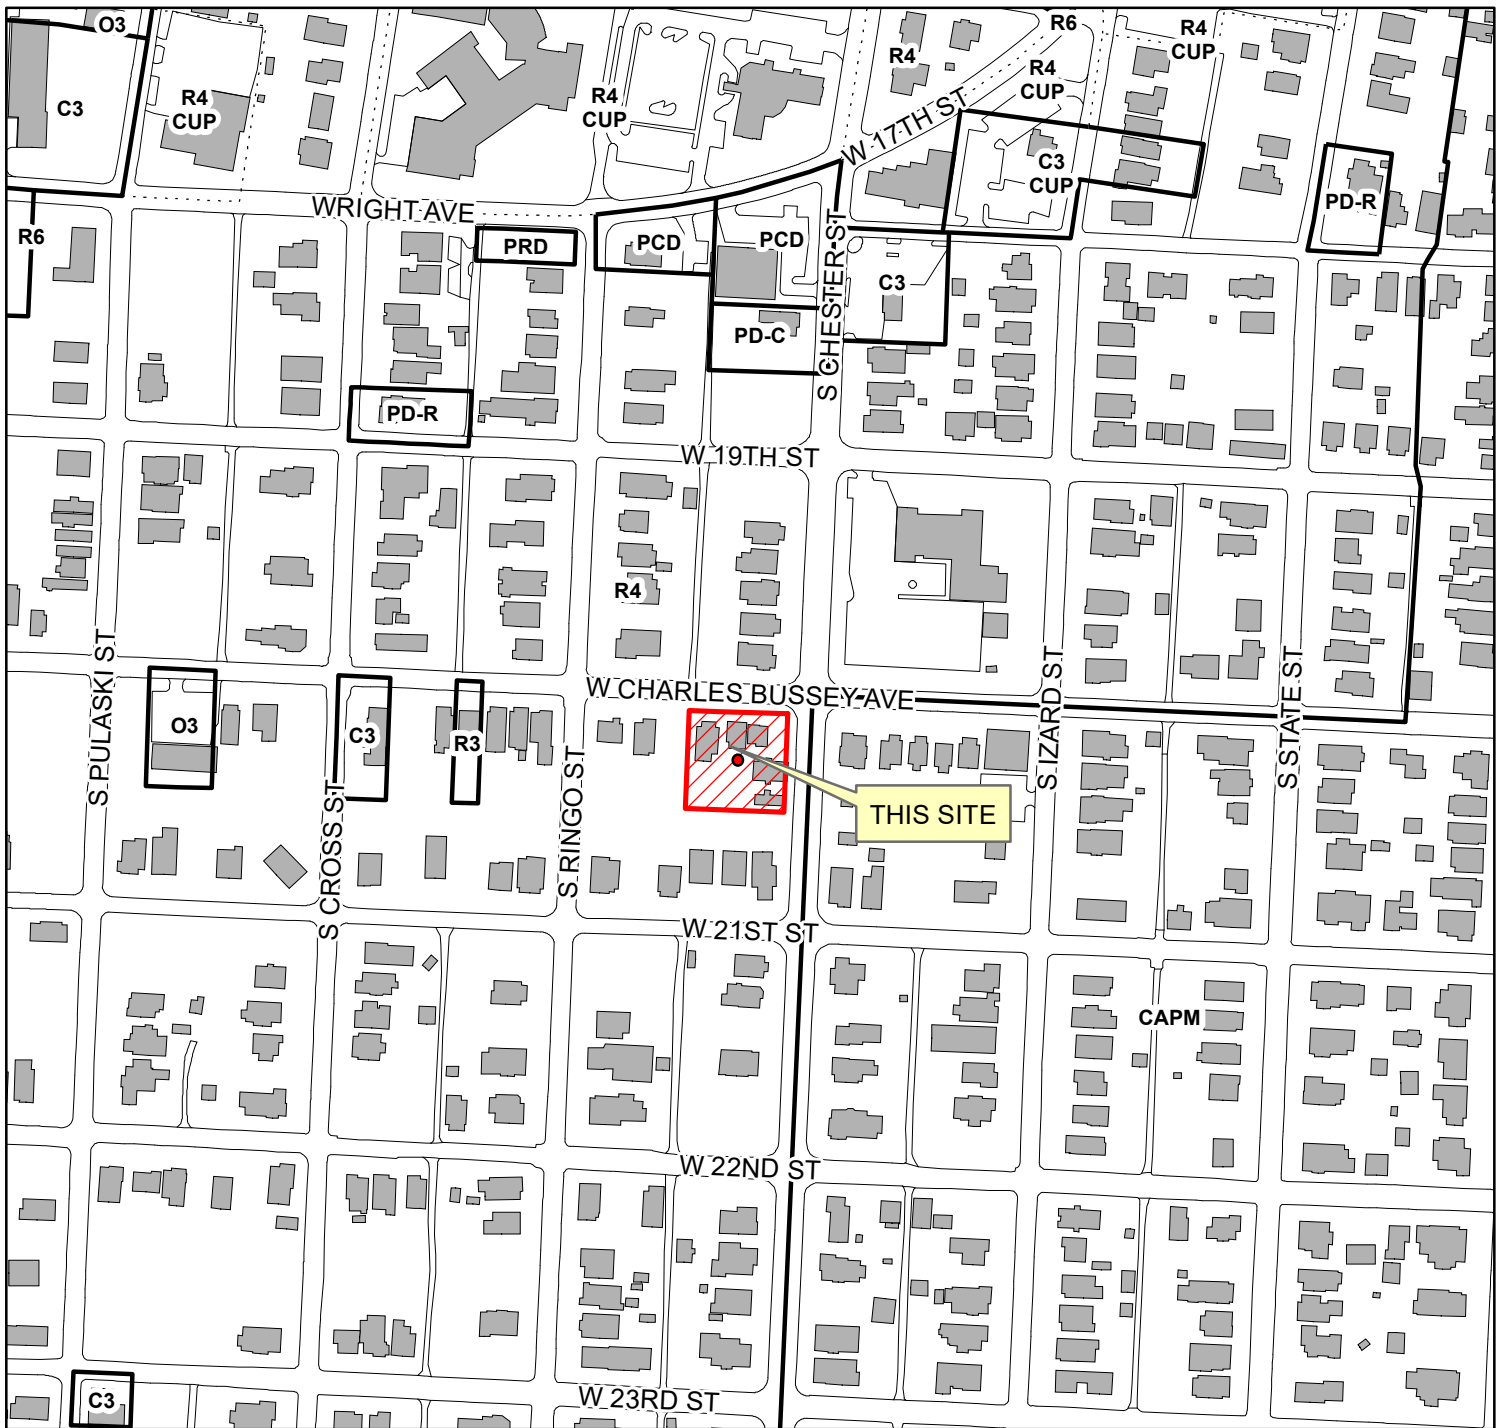 O3
R6
R4
CUP
R4
C3
R4
CUP
R4
CUP
R4
CUP
W 17TH ST
C3
CUP
PD-R
WRIGHT AVE
R6
PRD
PCD
PCD
S CHESTER ST
C3
PD-C
PD-R
W 19TH ST
R4
S PULASKI ST
O3
C3
R3
W CHARLES BUSSEY AVE
S IZARD ST
S STATE ST
S CROSS ST
S RINGO ST
THIS SITE
W 21ST ST
CAPM
W 22ND ST
C3
W 23RD ST